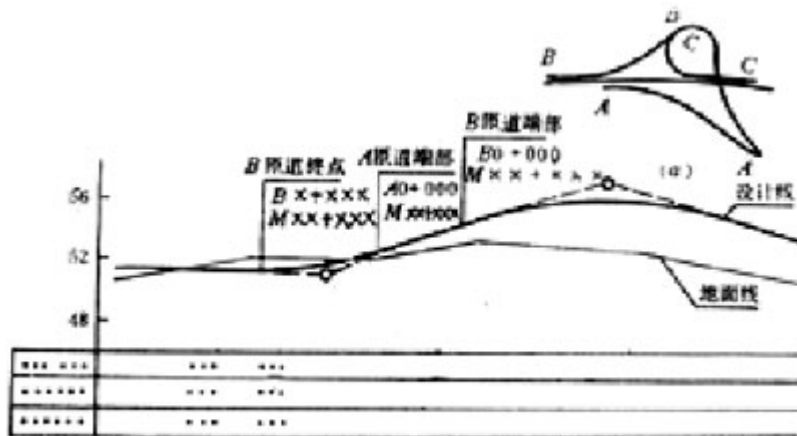 D
C
B
C
A
A
B匝道端部
B0+000
M××+×××
(a)
A匝道端部
A0+000
M××+×××
B匝道终点
B×+×××
M××+×××
设计线
地面线
56
52
48